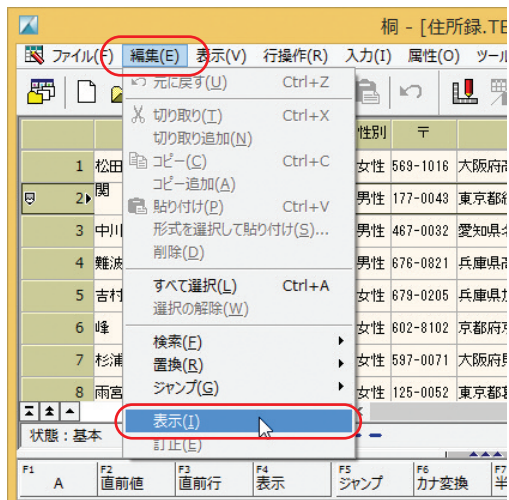 桐 - [住所録.TE
ファイル(F) 編集(E) 表示(V) 行操作(R) 入力(I) 属性(O) ツール
元に戻す(U) Ctrl+Z
切り取り(T) Ctrl+X
切り取り追加(N)
コピー(C) Ctrl+C
コピー追加(A)
貼り付け(P) Ctrl+V
形式を選択して貼り付け(S)...
削除(D)
すべて選択(L) Ctrl+A
選択の解除(W)
検索(F)
置換(R)
ジャンプ(G)
表示(I)
訂正(E)
性別 〒
1 松田 女性 569-1016 大阪府
2 関 男性 177-0043 東京都
3 中川 男性 467-0032 愛知県
4 難波 男性 676-0821 兵庫県
5 吉村 女性 679-0205 兵庫県
6 峰 女性 602-8102 京都府
7 杉浦 女性 597-0071 大阪府
8 雨宮 女性 125-0052 東京都
状態：基本
F1 A F2 直前値 F3 直前行 F4 表示 F5 ジャンプ F6 カナ変換 F7 半